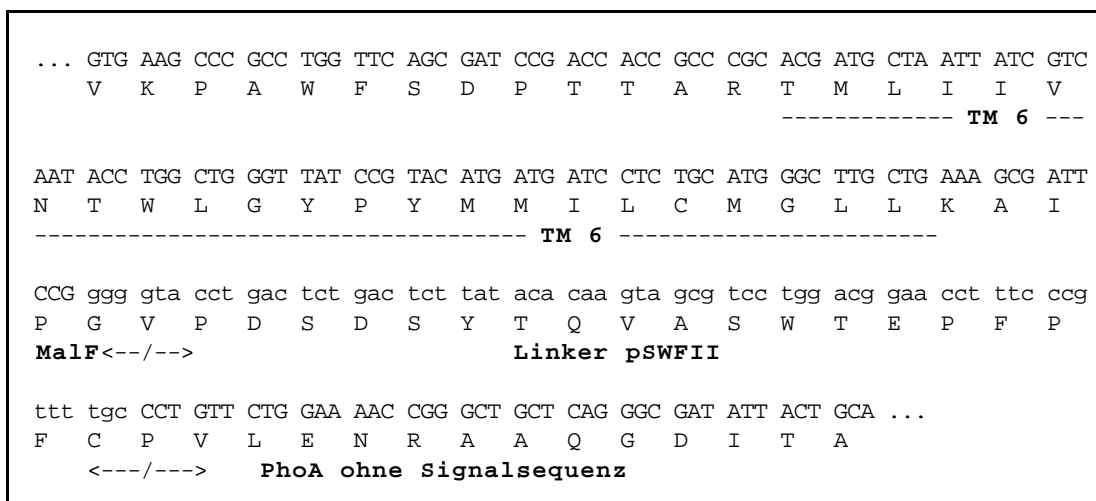 ... GTG AAG CCC GCC TGG TTC AGC GAT CCG ACC ACC GCC CGC ACG ATG CTA ATT ATC GTC
V K P A W F S D P T T A R T M L I I V
------------- TM 6 ---
AAT ACC TGG CTG GGT TAT CCG TAC ATG ATG ATC CTC TGC ATG GGC TTG CTG AAA GCG ATT
N T W L G Y P Y M M I L C M G L L K A I
------------------------------------- TM 6 ------------------------
CCG ggg gta cct gac tct gac tct tat aca caa gta gcg tcc tgg acg gaa cct ttc ccg
P G V P D S D S Y T Q V A S W T E P F P
MalF<--/--> Linker pSWFII
ttt tgc CCT GTT CTG GAA AAC CGG GCT GCT CAG GGC GAT ATT ACT GCA ...
F C P V L E N R A A Q G D I T A
<---/---> PhoA ohne Signalsequenz